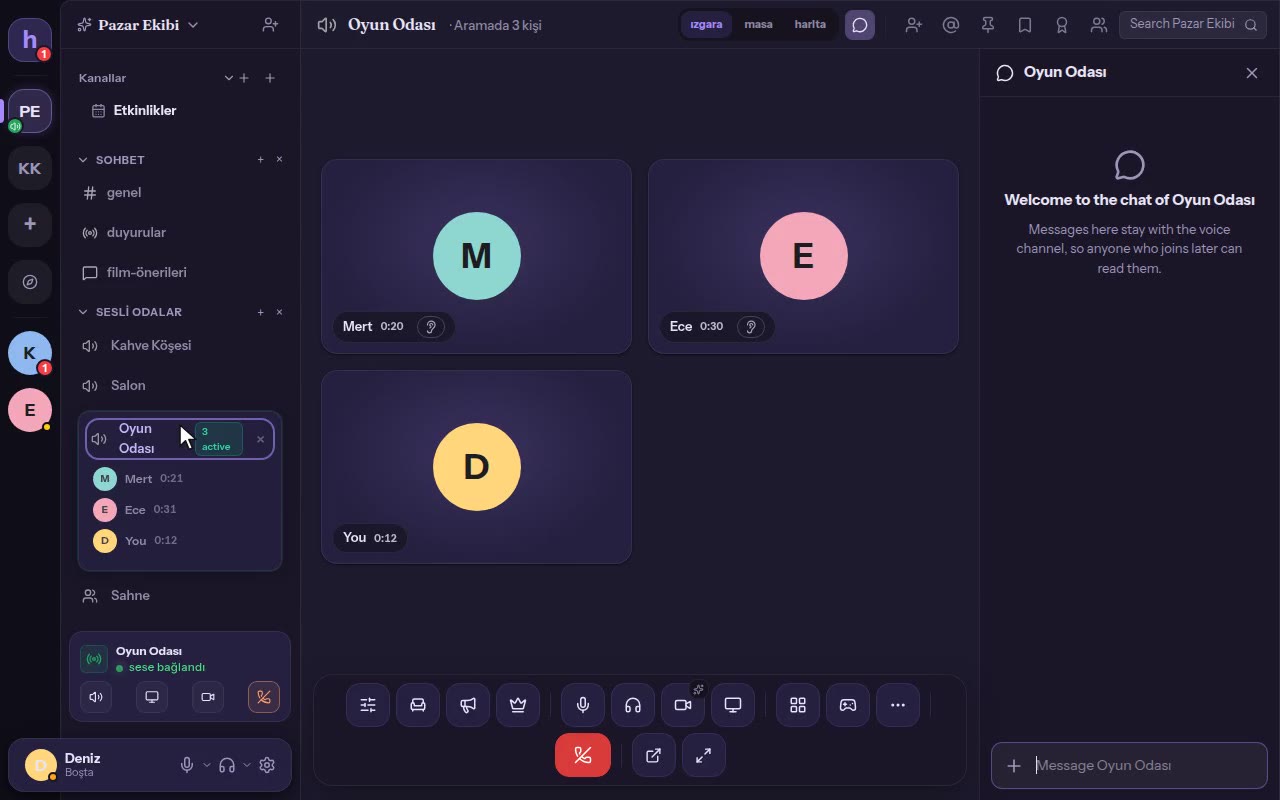 h
1
PE
KK
+
K
1
E
Pazar Ekibi
Kanallar
Etkinlikler
SOHBET
genel
duyurular
film-önerileri
SESLİ ODALAR
Kahve Köşesi
Salon
Oyun Odası
3 active
M Mert 0:21
E Ece 0:31
D You 0:12
Sahne
Oyun Odası
sese bağlandı
D
Deniz
Boşta
Oyun Odası · Aramada 3 kişi
ızgara masa harita
Search Pazar Ekibi
M
Mert 0:20
E
Ece 0:30
D
You 0:12
Oyun Odası
Welcome to the chat of Oyun Odası
Messages here stay with the voice
channel, so anyone who joins later can
read them.
Message Oyun Odası